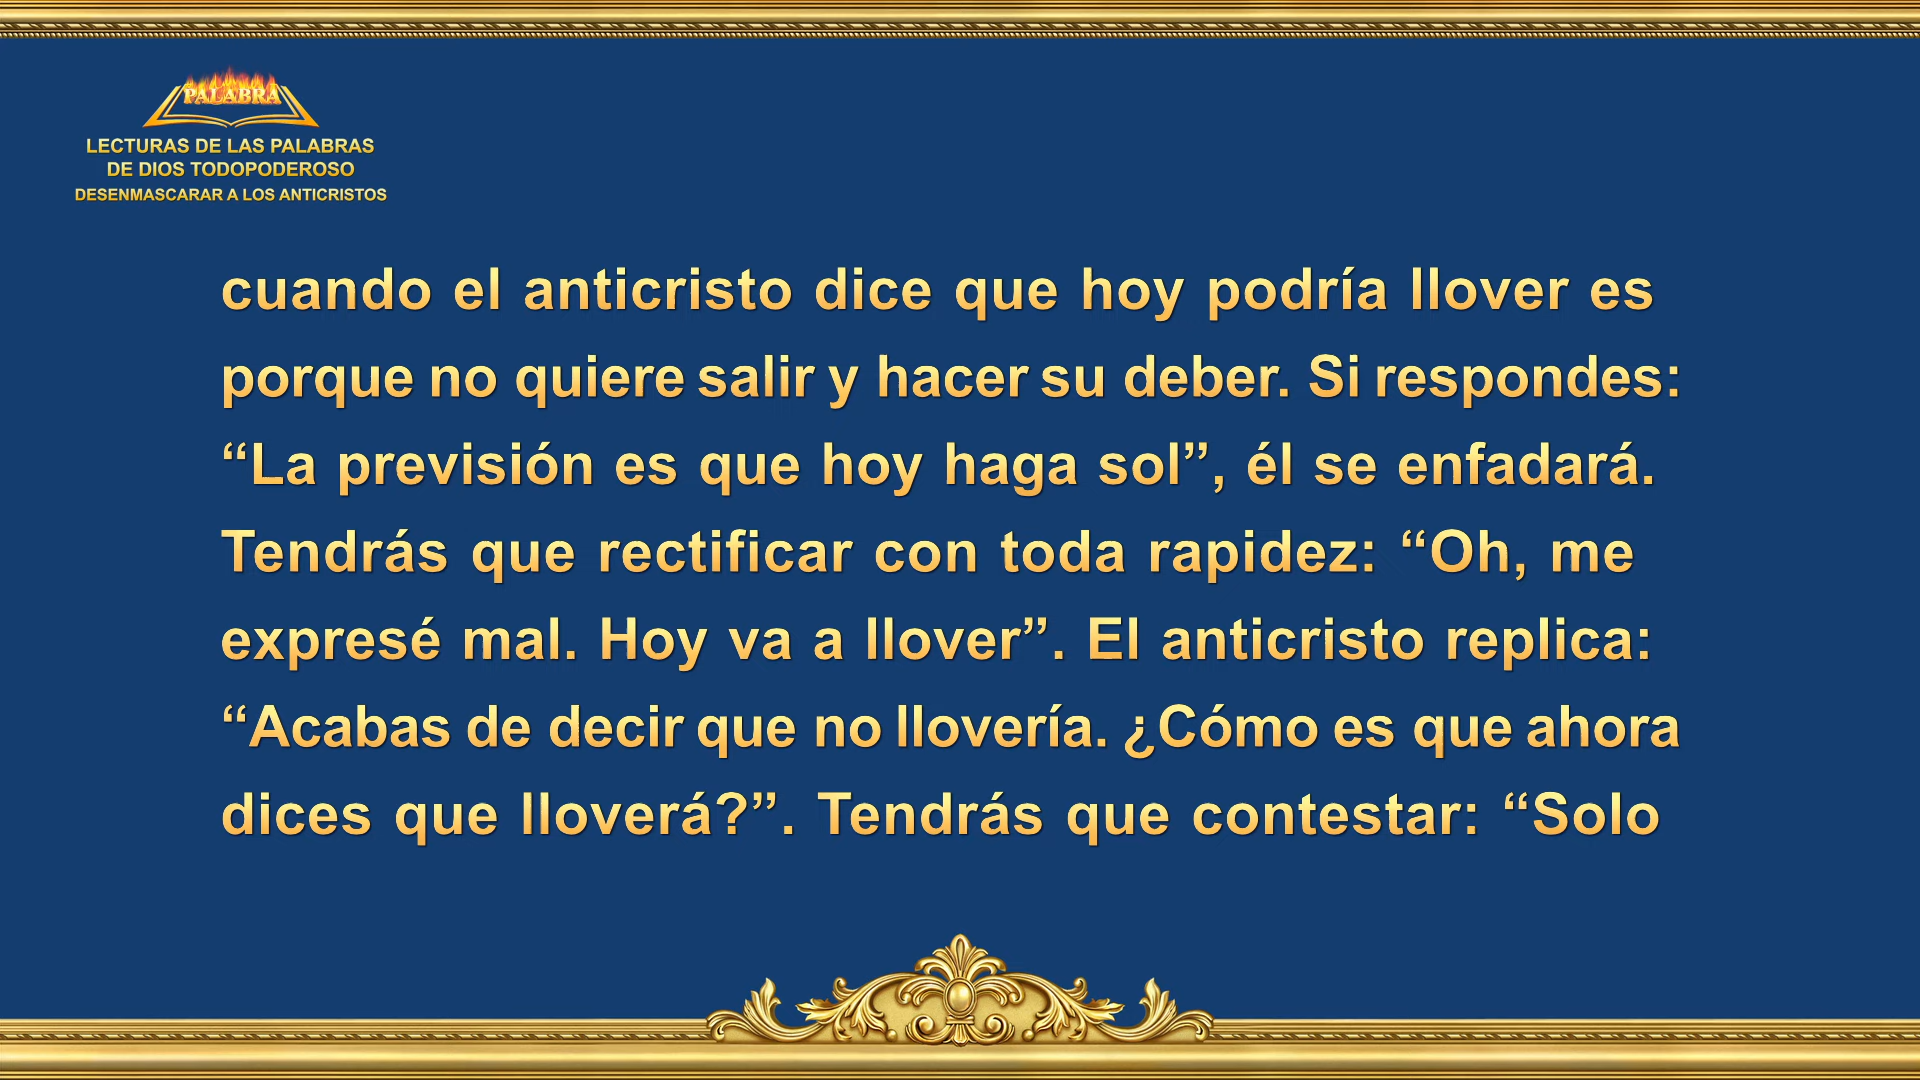 PALABRA
LECTURAS DE LAS PALABRAS
DE DIOS TODOPODEROSO
DESENMASCARAR A LOS ANTICRISTOS
cuando el anticristo dice que hoy podría llover es
porque no quiere salir y hacer su deber. Si respondes:
“La previsión es que hoy haga sol”, él se enfadará.
Tendrás que rectificar con toda rapidez: “Oh, me
expresé mal. Hoy va a llover”. El anticristo replica:
“Acabas de decir que no llovería. ¿Cómo es que ahora
dices que lloverá?”. Tendrás que contestar: “Solo